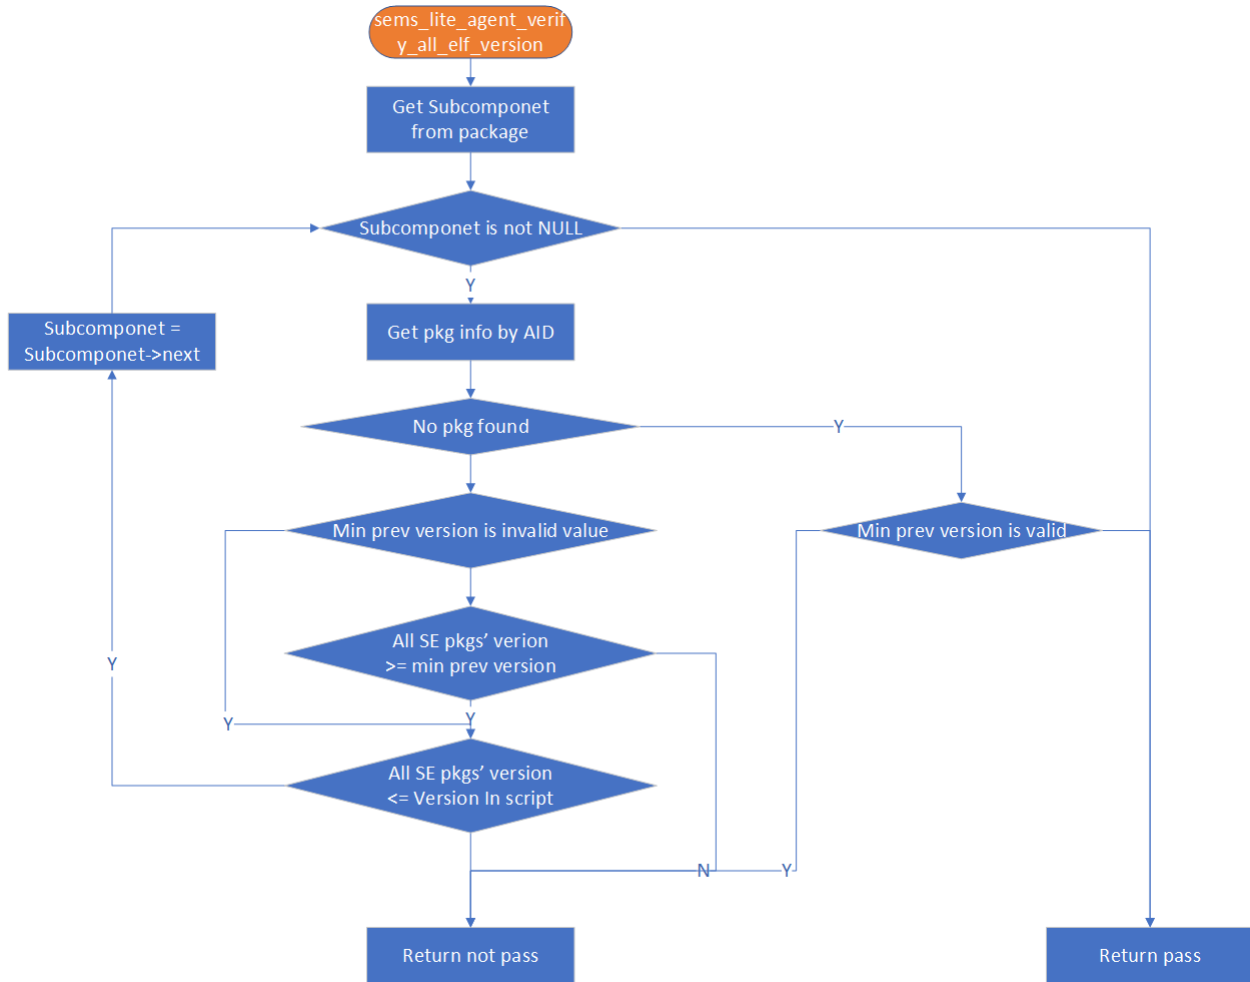 sems_lite_agent_verif
y_all_elf_version
Get Subcomponet
from package
Subcomponet is not NULL
Y
Subcomponet =
Subcomponet->next
Get pkg info by AID
No pkg found
Y
Min prev version is invalid value
Min prev version is valid
All SE pkgs’ verion
>= min prev version
Y
Y
Y
All SE pkgs’ version
<= Version In script
N
Y
Return not pass
Return pass